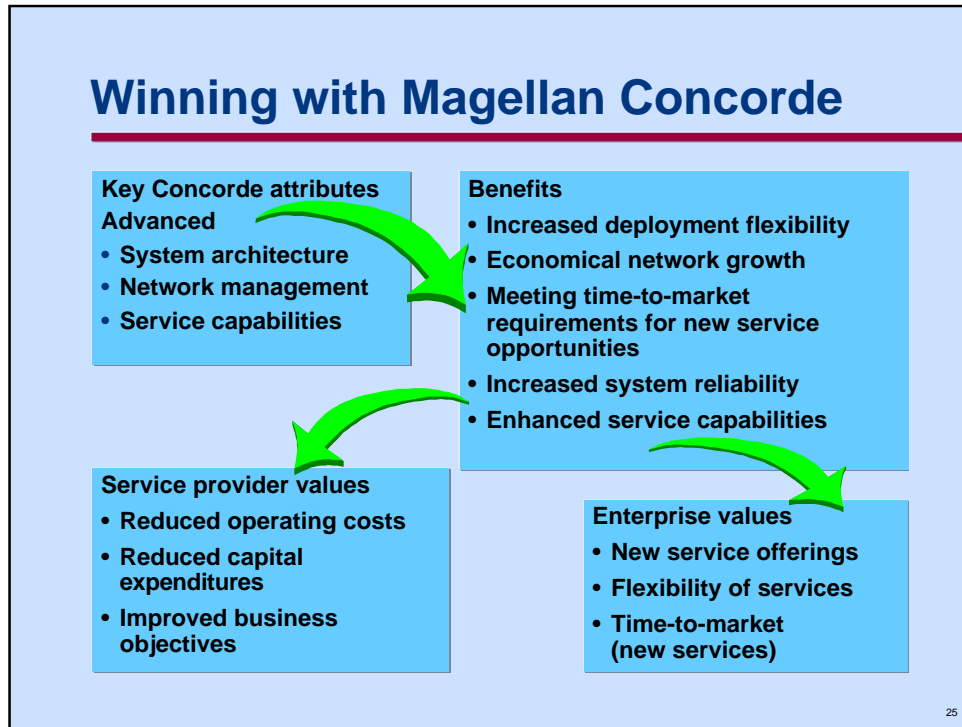 Winning with Magellan Concorde
Key Concorde attributes
Advanced
• System architecture
• Network management
• Service capabilities
Benefits
• Increased deployment flexibility
• Economical network growth
• Meeting time-to-market
requirements for new service
opportunities
• Increased system reliability
• Enhanced service capabilities
Service provider values
• Reduced operating costs
• Reduced capital
expenditures
• Improved business
objectives
Enterprise values
• New service offerings
• Flexibility of services
• Time-to-market
(new services)
25